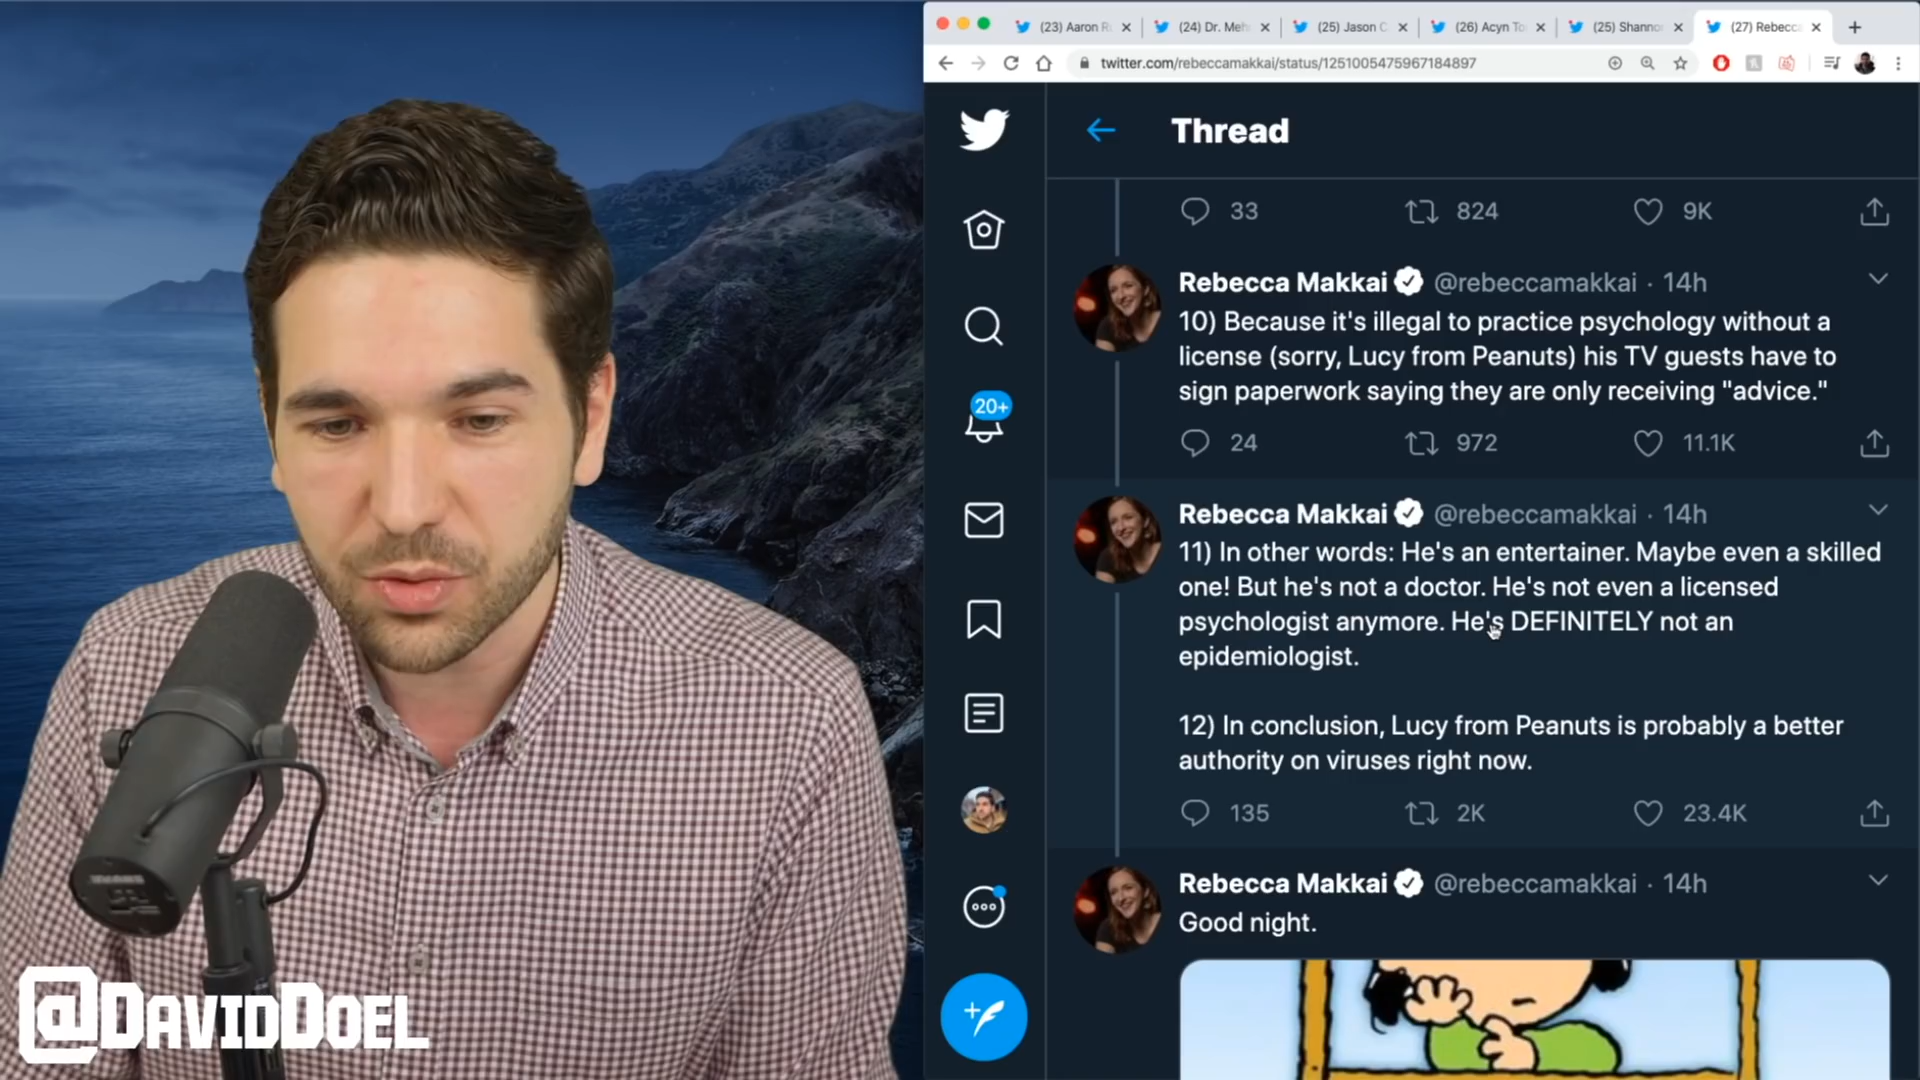 (23) Aaron R
(24) Dr. Meh
(25) Jason C
(26) Acyn To
(25) Shanno
(27) Rebecc
twitter.com/rebeccamakkai/status/1251005475967184897
Thread
33
824
9K
Rebecca Makkai @rebeccamakkai · 14h
10) Because it's illegal to practice psychology without a
license (sorry, Lucy from Peanuts) his TV guests have to
sign paperwork saying they are only receiving "advice."
24
972
11.1K
20+
Rebecca Makkai @rebeccamakkai · 14h
11) In other words: He's an entertainer. Maybe even a skilled
one! But he's not a doctor. He's not even a licensed
psychologist anymore. He's DEFINITELY not an
epidemiologist.
12) In conclusion, Lucy from Peanuts is probably a better
authority on viruses right now.
135
2K
23.4K
Rebecca Makkai @rebeccamakkai · 14h
Good night.
@DAVIDDOEL